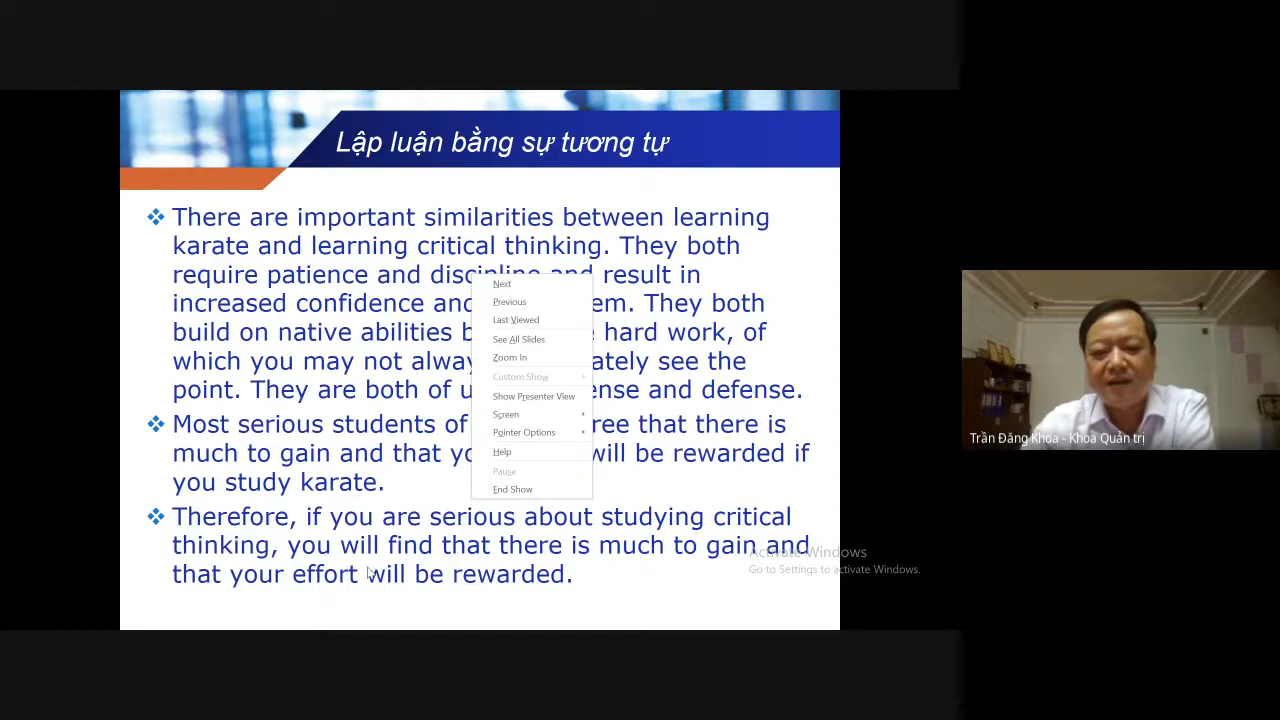 Lập luận bằng sự tương tự
There are important similarities between learning
karate and learning critical thinking. They both
require patience and discipline and result in
increased confidence and em. They both
build on native abilities b e hard work, of
which you may not alway ately see the
point. They are both of u ense and defense.
Most serious students of ree that there is
much to gain and that yo will be rewarded if
you study karate.
Therefore, if you are serious about studying critical
thinking, you will find that there is much to gain and
that your effort will be rewarded.
Next
Previous
Last Viewed
See All Slides
Zoom In
Custom Show
Show Presenter View
Screen
Pointer Options
Help
Pause
End Show
Activate Windows
Go to Settings to activate Windows.
Trần Đăng Khoa - Khoa Quản trị